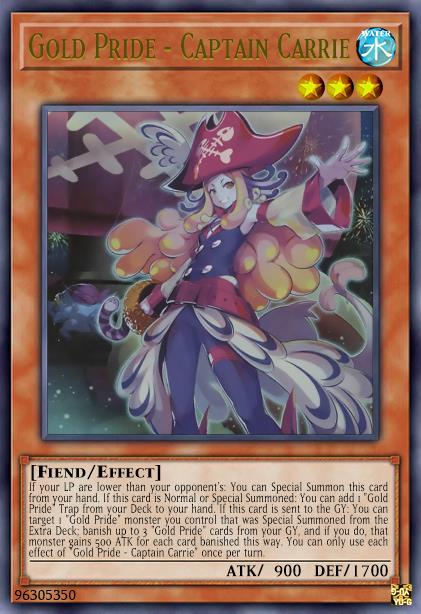 GOLD PRIDE - CAPTAIN CARRIE
WATER
水
[FIEND/EFFECT]
If your LP are lower than your opponent's: You can Special Summon this card
from your hand. If this card is Normal or Special Summoned: You can add 1 "Gold
Pride" Trap from your Deck to your hand. If this card is sent to the GY: You can
target 1 "Gold Pride" monster you control that was Special Summoned from the
Extra Deck; banish up to 3 "Gold Pride" cards from your GY, and if you do, that
monster gains 500 ATK for each card banished this way. You can only use each
effect of "Gold Pride - Captain Carrie" once per turn.
ATK/ 900 DEF/1700
96305350